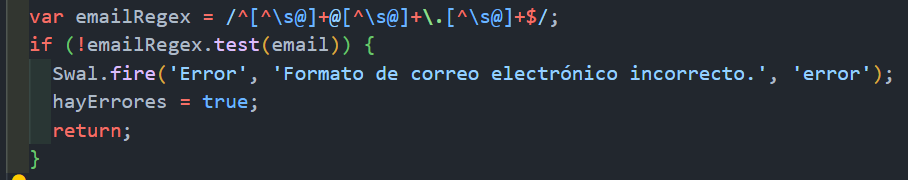 var emailRegex = /^[^\s@]+@[^\s@]+\.[^\s@]+$/;
if (!emailRegex.test(email)) {
Swal.fire('Error', 'Formato de correo electrónico incorrecto.', 'error');
hayErrores = true;
return;
}